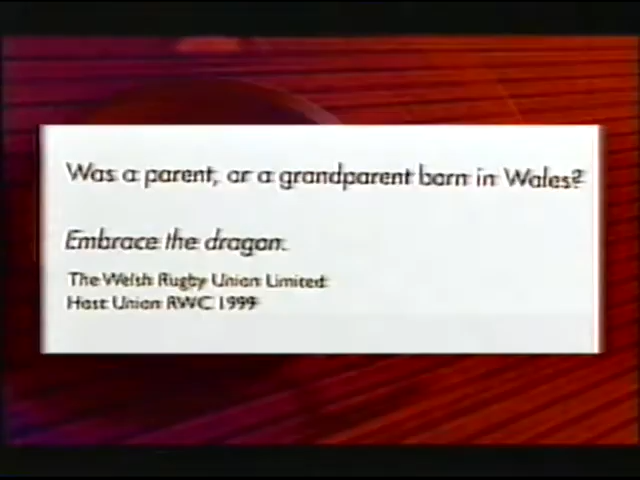 Was a parent, or a grandparent born in Wales?
Embrace the dragon.
The Welsh Rugby Union Limited
Host Union RWC 1999